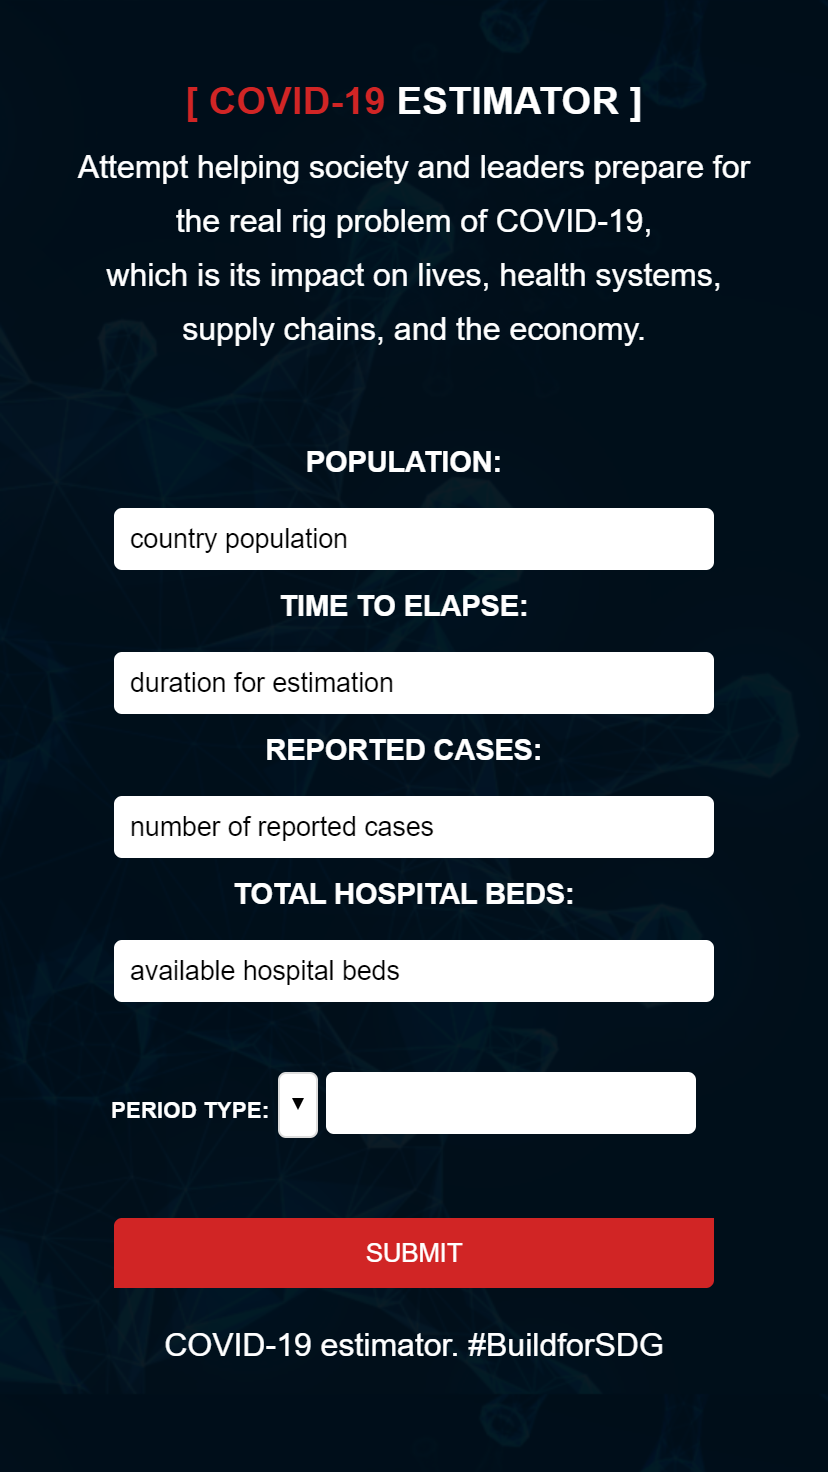 [ COVID-19 ESTIMATOR ]
Attempt helping society and leaders prepare for
the real rig problem of COVID-19,
which is its impact on lives, health systems,
supply chains, and the economy.
POPULATION:
country population
TIME TO ELAPSE:
duration for estimation
REPORTED CASES:
number of reported cases
TOTAL HOSPITAL BEDS:
available hospital beds
PERIOD TYPE: ▼
SUBMIT
COVID-19 estimator. #BuildforSDG